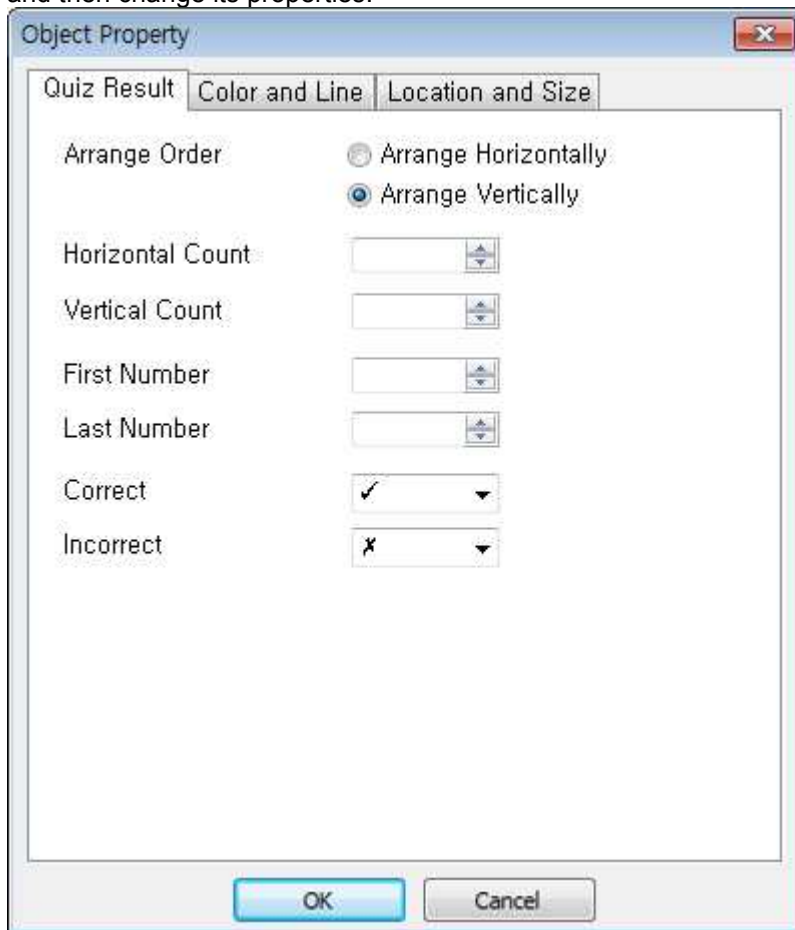 and then change its properties.
Object Property
Quiz Result Color and Line Location and Size
Arrange Order Arrange Horizontally
Arrange Vertically
Horizontal Count
Vertical Count
First Number
Last Number
Correct ✓
Incorrect ✗
OK Cancel